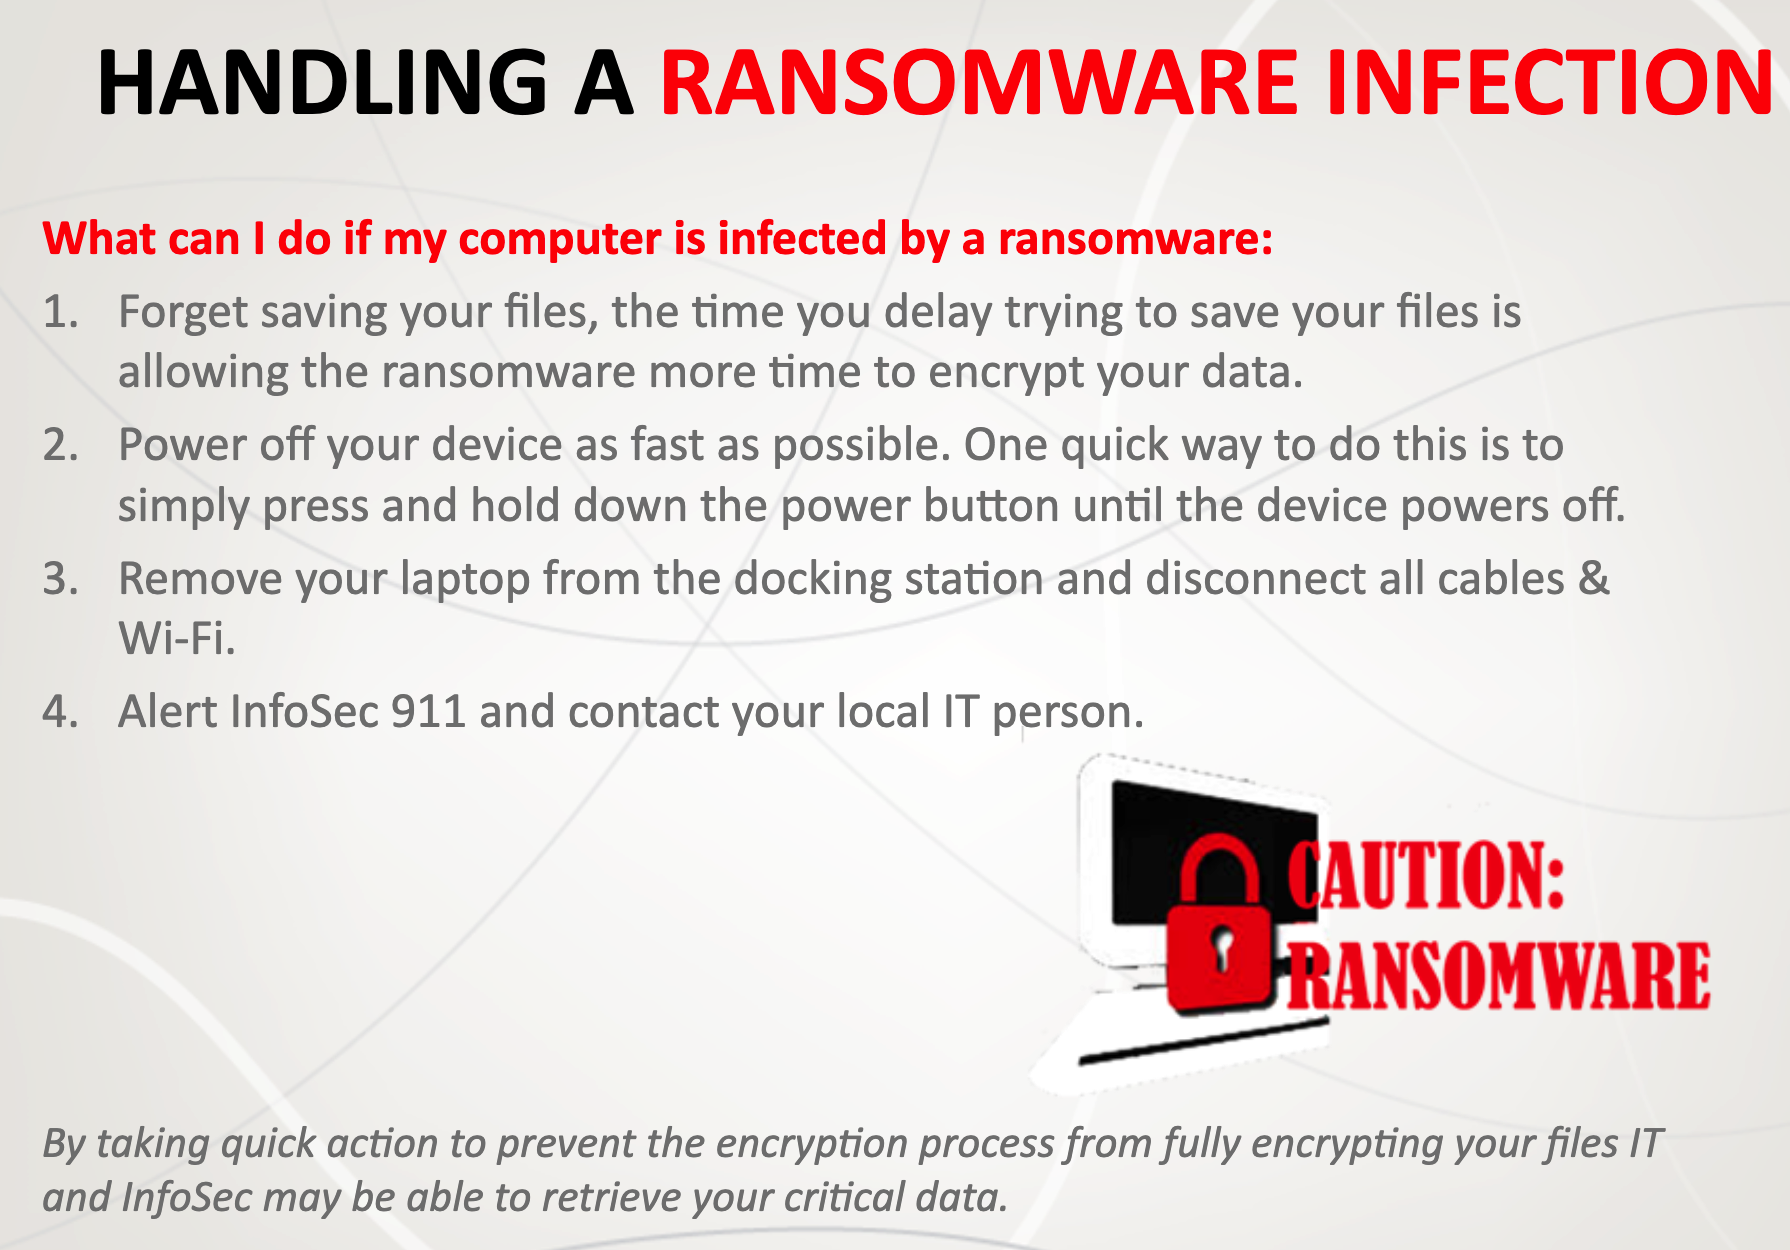 HANDLING A RANSOMWARE INFECTION
What can I do if my computer is infected by a ransomware:
1. Forget saving your files, the time you delay trying to save your files is
allowing the ransomware more time to encrypt your data.
2. Power off your device as fast as possible. One quick way to do this is to
simply press and hold down the power button until the device powers off.
3. Remove your laptop from the docking station and disconnect all cables &
Wi-Fi.
4. Alert InfoSec 911 and contact your local IT person.
CAUTION:
RANSOMWARE
By taking quick action to prevent the encryption process from fully encrypting your files IT
and InfoSec may be able to retrieve your critical data.